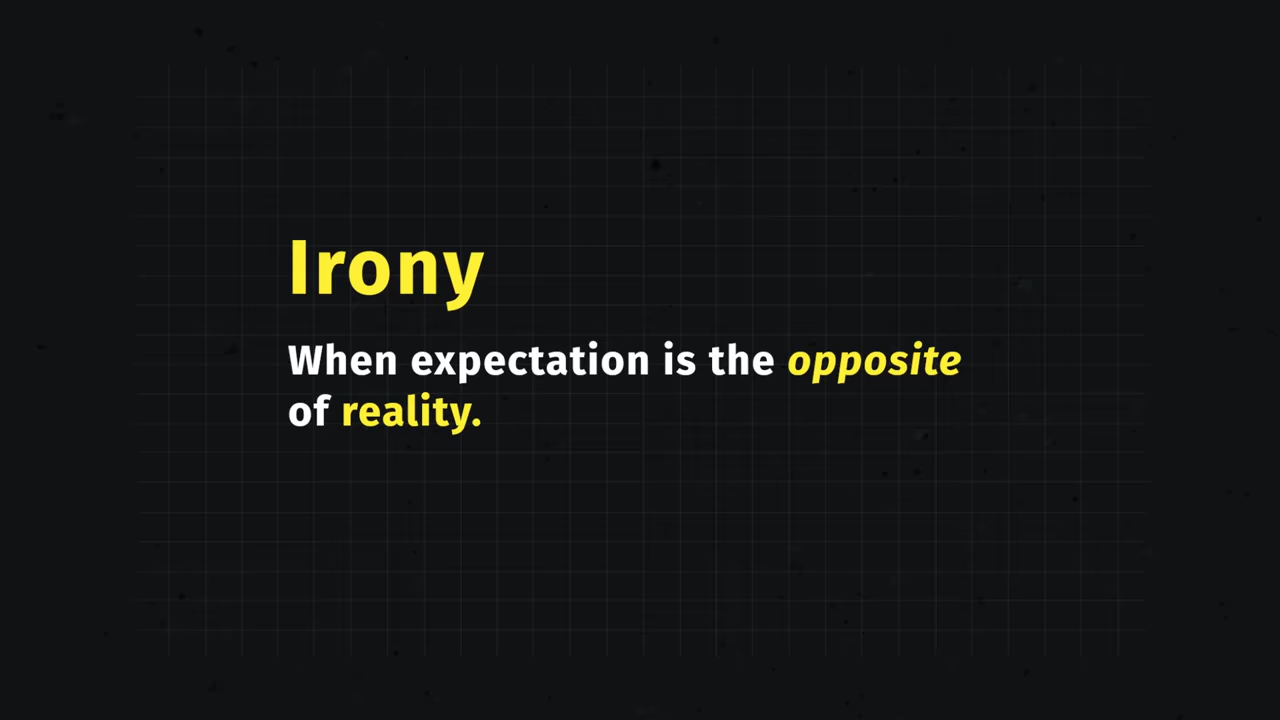 Irony
When expectation is the opposite
of reality.